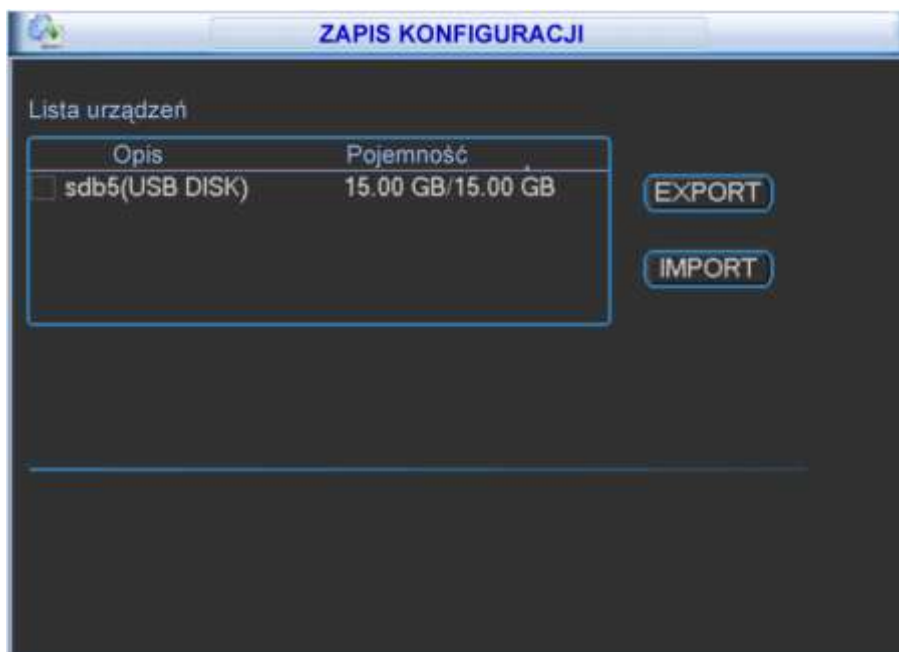 ZAPIS KONFIGURACJI
Lista urządzeń
Opis Pojemność
sdb5(USB DISK) 15.00 GB/15.00 GB
EXPORT
IMPORT